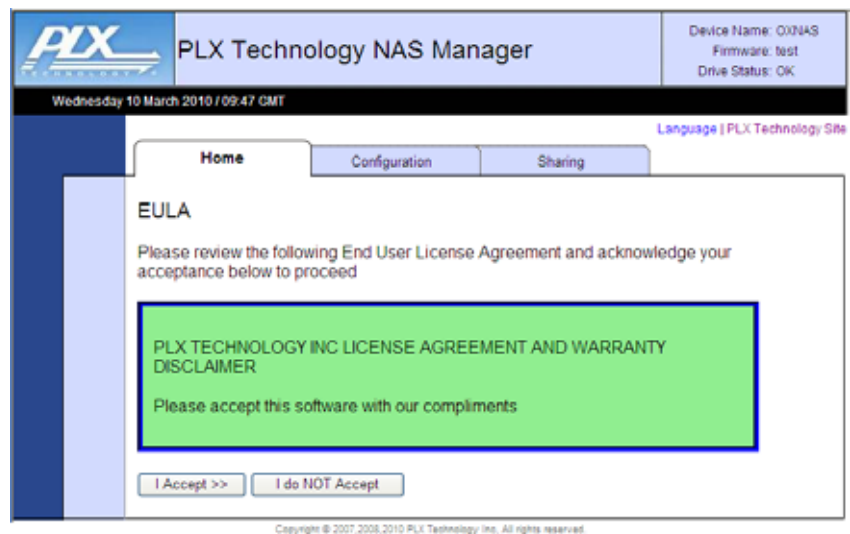 PLX
TECHNOLOGY
PLX Technology NAS Manager
Device Name: OXNAS
Firmware: test
Drive Status: OK
Wednesday 10 March 2010 / 09:47 GMT
Language | PLX Technology Site
Home
Configuration
Sharing
EULA
Please review the following End User License Agreement and acknowledge your
acceptance below to proceed
PLX TECHNOLOGY INC LICENSE AGREEMENT AND WARRANTY
DISCLAIMER
Please accept this software with our compliments
I Accept >>
I do NOT Accept
Copyright © 2007,2008,2010 PLX Technology Inc, All rights reserved.